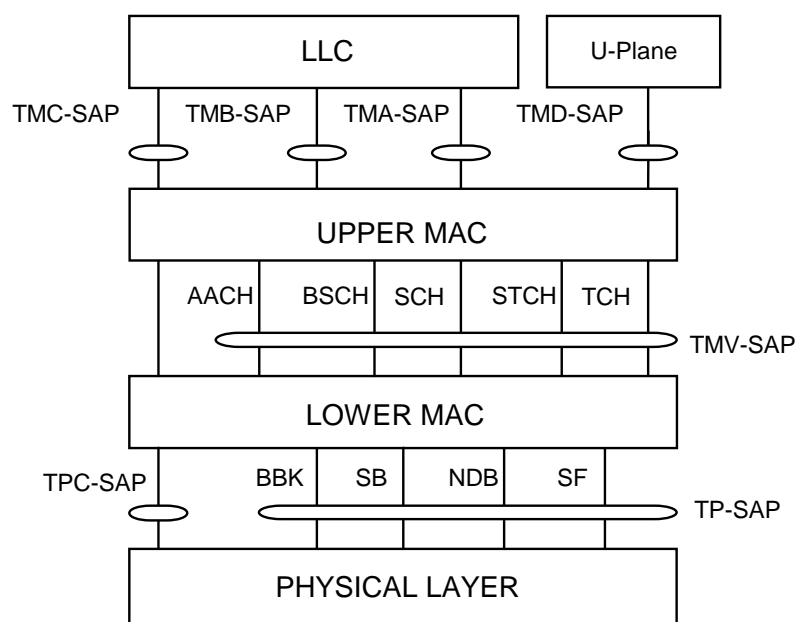 LLC
U-Plane
TMC-SAP TMB-SAP TMA-SAP TMD-SAP
UPPER MAC
AACH BSCH SCH STCH TCH
TMV-SAP
LOWER MAC
TPC-SAP BBK SB NDB SF
TP-SAP
PHYSICAL LAYER